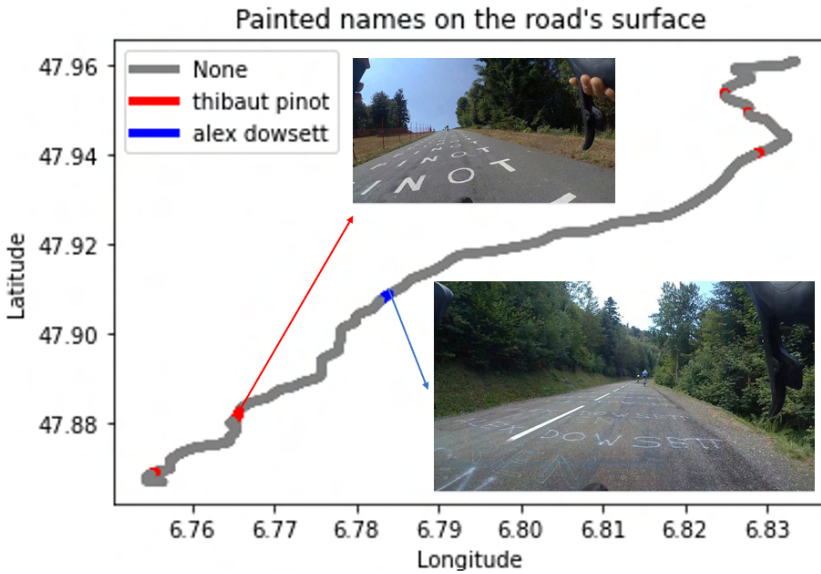 Painted names on the road's surface
None
thibaut pinot
alex dowsett
PINOT
INOT
LEX DOWSETT
Latitude
47.96
47.94
47.92
47.90
47.88
6.76 6.77 6.78 6.79 6.80 6.81 6.82 6.83
Longitude